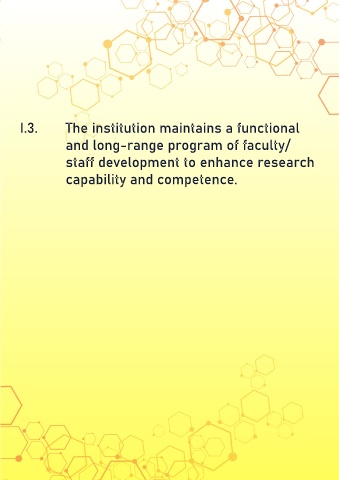 I.3. The institution maintains a functional
and long-range program of faculty/
staff development to enhance research
capability and competence.